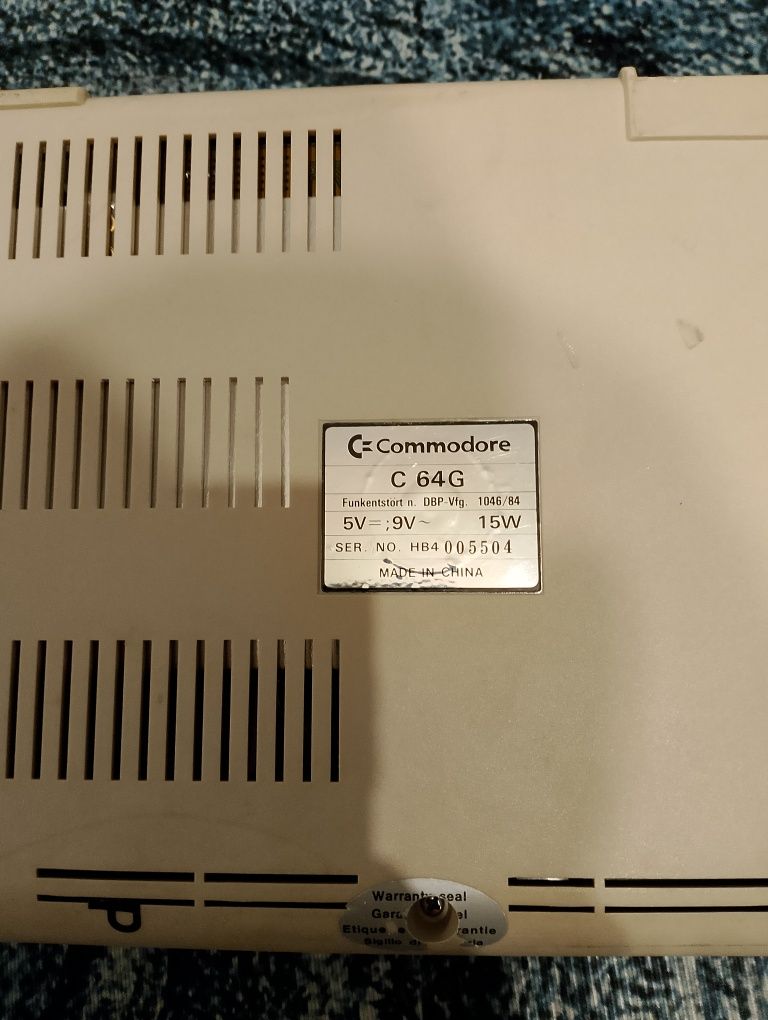 Commodore
C 64G
Funkentstört n. DBP-Vfg. 1046/84
5V⎓;9V~ 15W
SER. NO. HB4 005504
MADE IN CHINA
Warranty seal